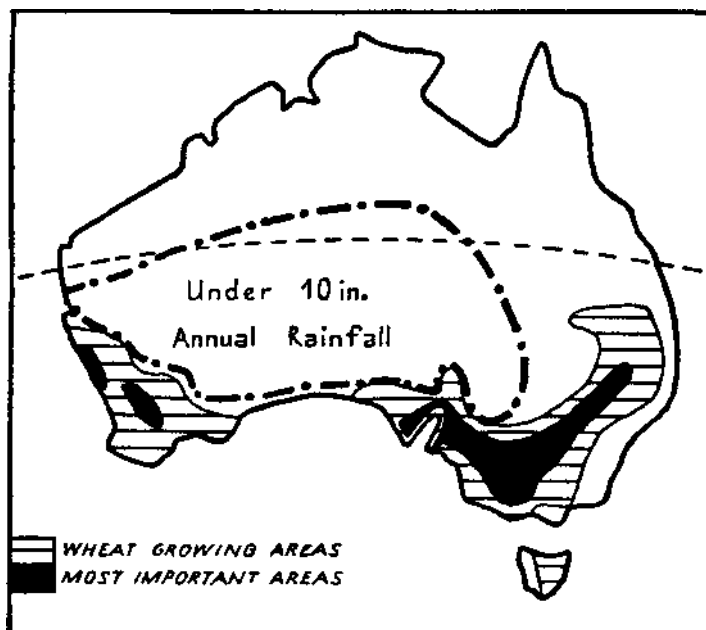 Under 10 in.
Annual Rainfall
WHEAT GROWING AREAS
MOST IMPORTANT AREAS